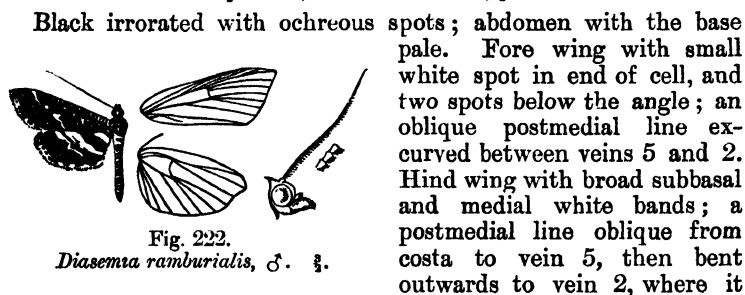 Black irrorated with ochreous spots; abdomen with the base
pale. Fore wing with small
white spot in end of cell, and
two spots below the angle; an
oblique postmedial line ex-
curved between veins 5 and 2.
Hind wing with broad subbasal
and medial white bands; a
postmedial line oblique from
costa to vein 5, then bent
outwards to vein 2, where it
Fig. 222.
Diasemia ramburialis, ♂. 3/2.